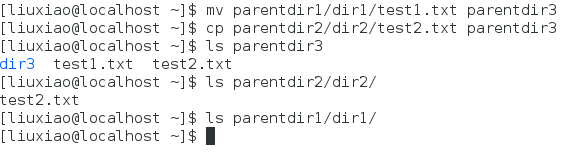 [liuxiao@localhost ~]$ mv parentdir1/dir1/test1.txt parentdir3
[liuxiao@localhost ~]$ cp parentdir2/dir2/test2.txt parentdir3
[liuxiao@localhost ~]$ ls parentdir3
dir3  test1.txt  test2.txt
[liuxiao@localhost ~]$ ls parentdir2/dir2/
test2.txt
[liuxiao@localhost ~]$ ls parentdir1/dir1/
[liuxiao@localhost ~]$